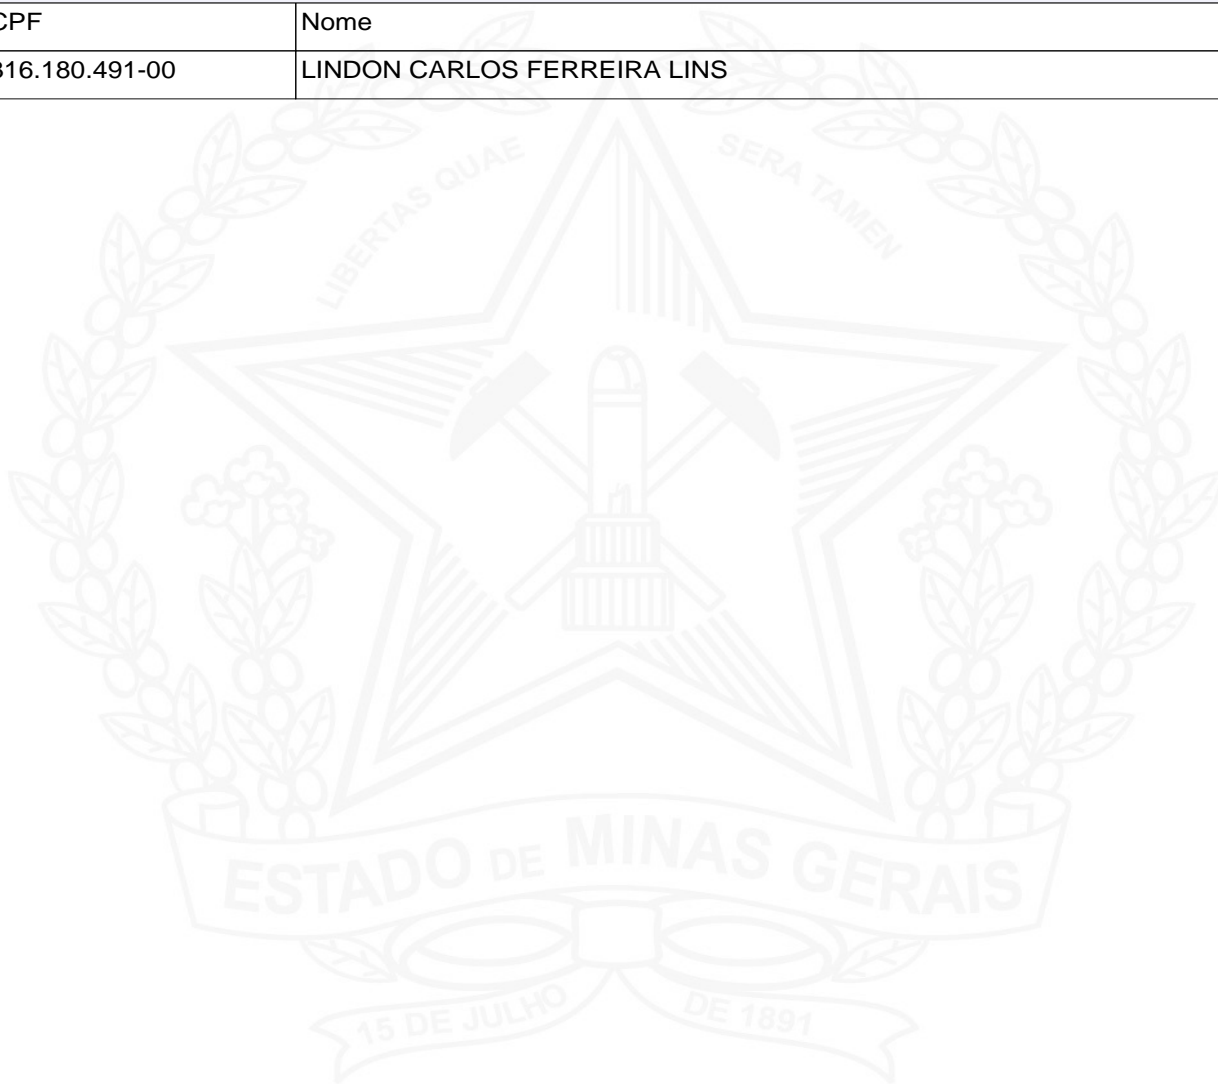 CPF Nome
816.180.491-00 LINDON CARLOS FERREIRA LINS
LIBERTAS QUAE SERA TAMEN
ESTADO DE MINAS GERAIS
15 DE JULHO DE 1891